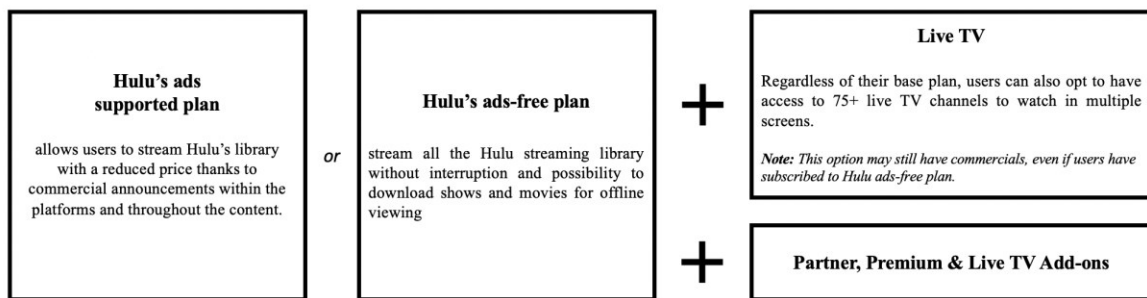 Hulu's ads
supported plan
allows users to stream Hulu's library
with a reduced price thanks to
commercial announcements within the
platforms and throughout the content.
or
Hulu's ads-free plan
stream all the Hulu streaming library
without interruption and possibility to
download shows and movies for offline
viewing
+
Live TV
Regardless of their base plan, users can also opt to have
access to 75+ live TV channels to watch in multiple
screens.
Note: This option may still have commercials, even if users have
subscribed to Hulu ads-free plan.
+
Partner, Premium & Live TV Add-ons